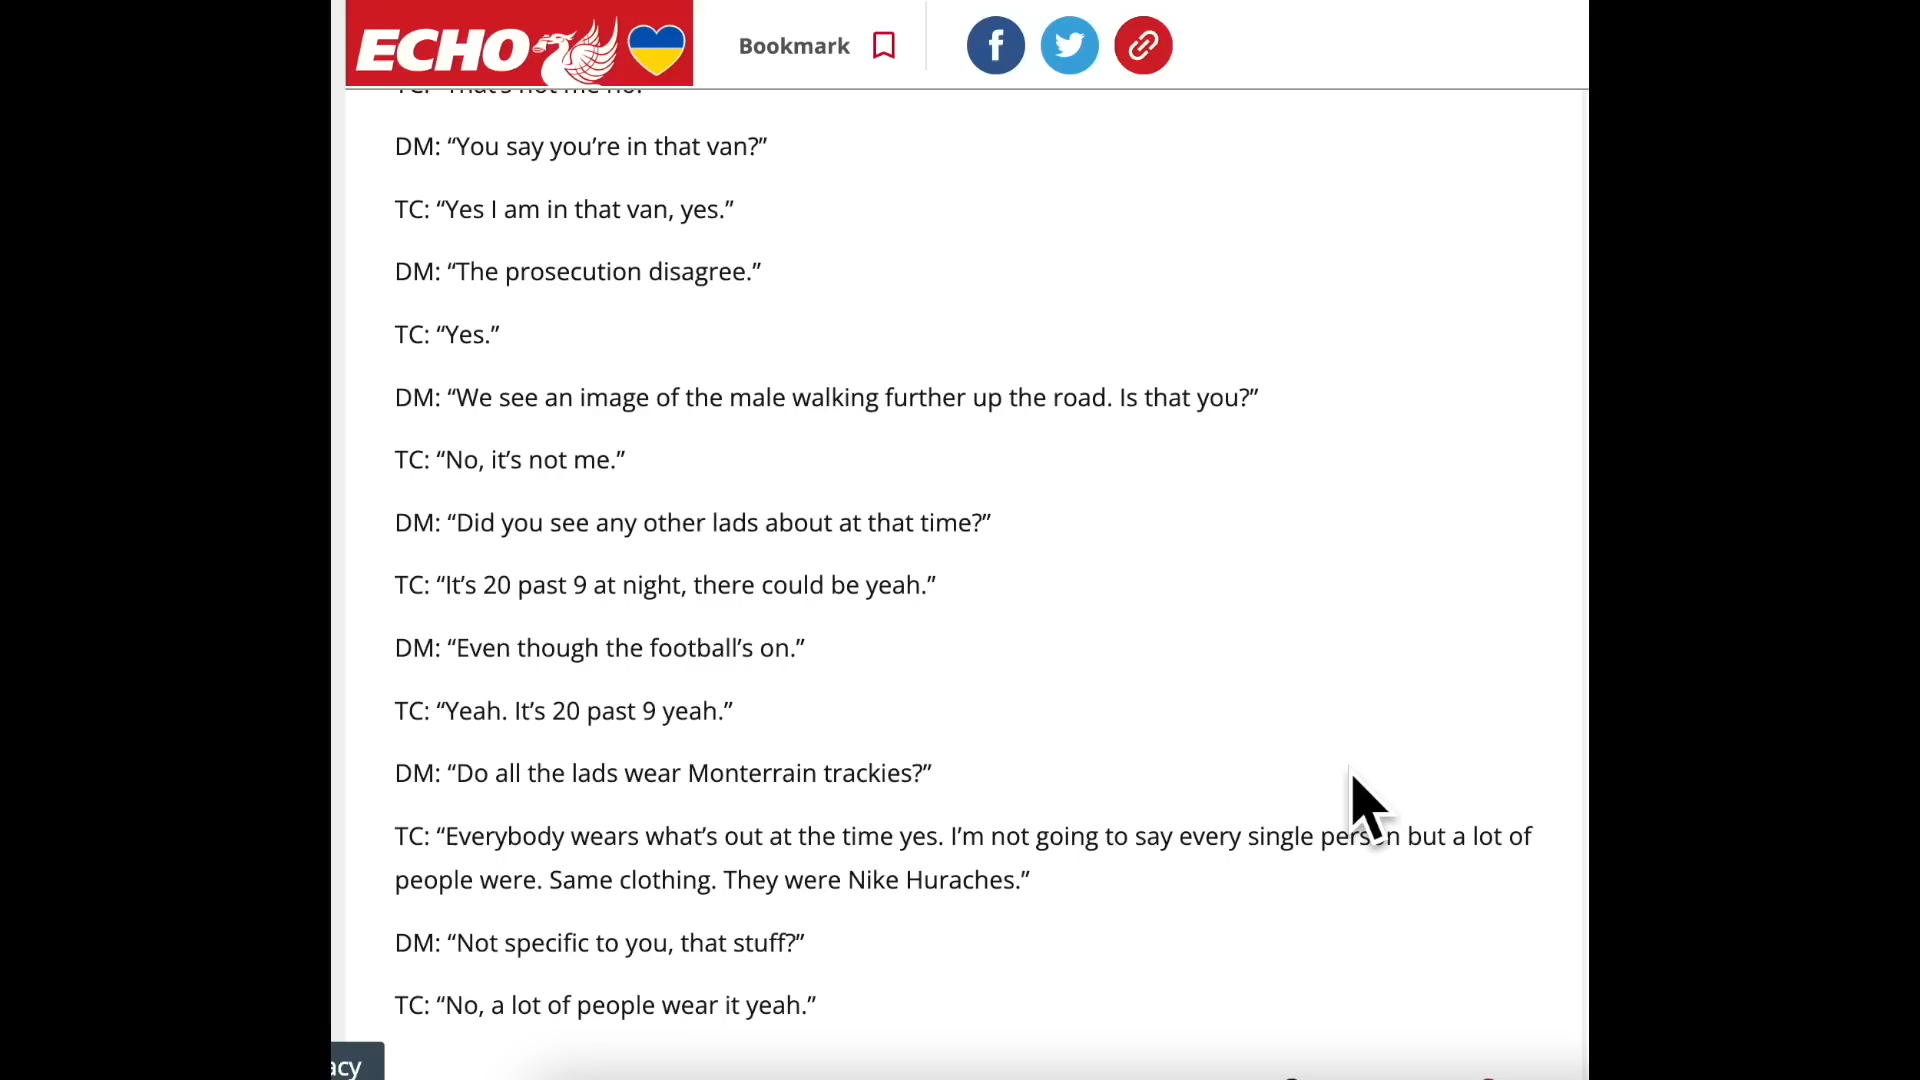 ECHO
Bookmark
TC: “That’s not me no.”
DM: “You say you’re in that van?”
TC: “Yes I am in that van, yes.”
DM: “The prosecution disagree.”
TC: “Yes.”
DM: “We see an image of the male walking further up the road. Is that you?”
TC: “No, it’s not me.”
DM: “Did you see any other lads about at that time?”
TC: “It’s 20 past 9 at night, there could be yeah.”
DM: “Even though the football’s on.”
TC: “Yeah. It’s 20 past 9 yeah.”
DM: “Do all the lads wear Monterrain trackies?”
TC: “Everybody wears what’s out at the time yes. I’m not going to say every single person but a lot of
people were. Same clothing. They were Nike Huraches.”
DM: “Not specific to you, that stuff?”
TC: “No, a lot of people wear it yeah.”
acy